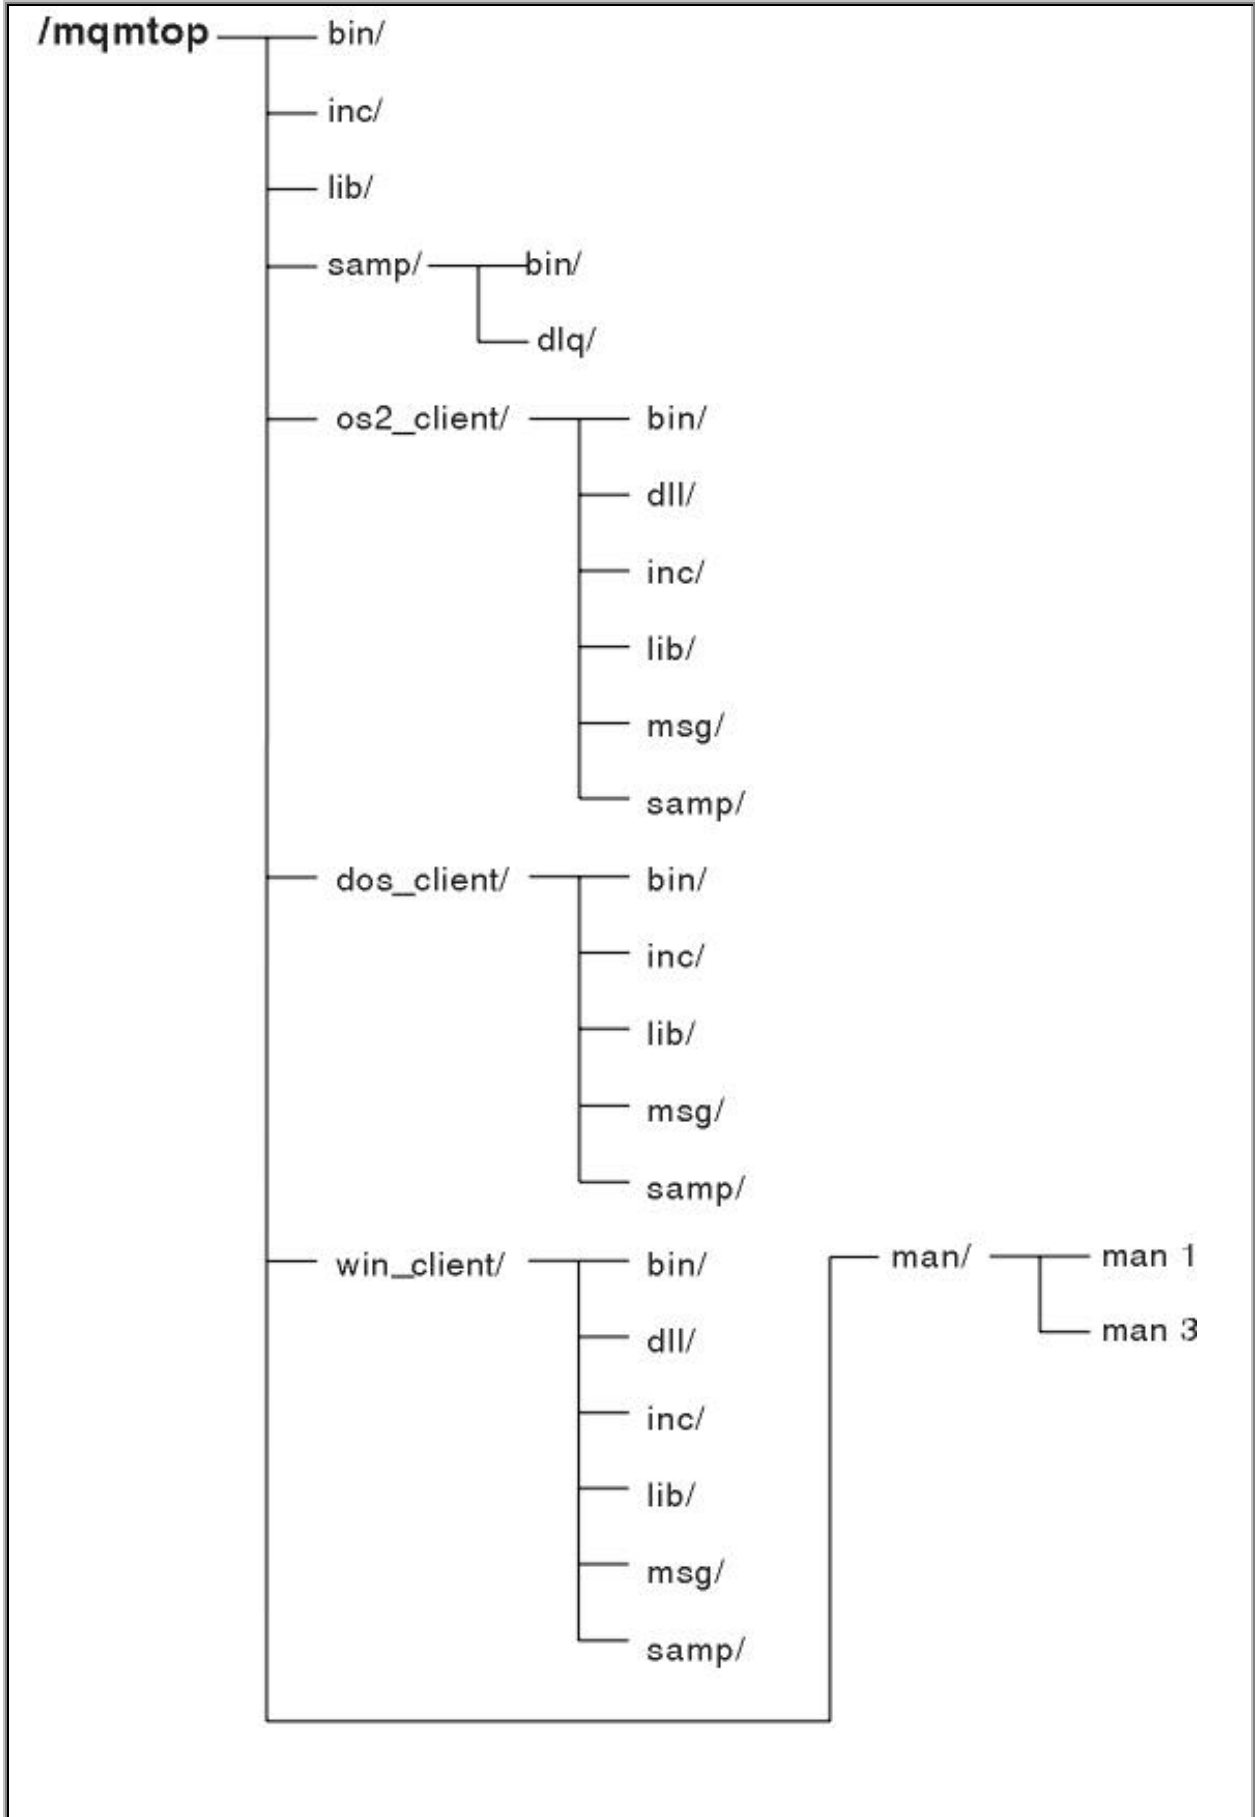 /mqmtop bin/
inc/
lib/
samp/ bin/
dlq/
os2_client/ bin/
dll/
inc/
lib/
msg/
samp/
dos_client/ bin/
inc/
lib/
msg/
samp/
win_client/ bin/
dll/
inc/
lib/
msg/
samp/
man/ man 1
man 3